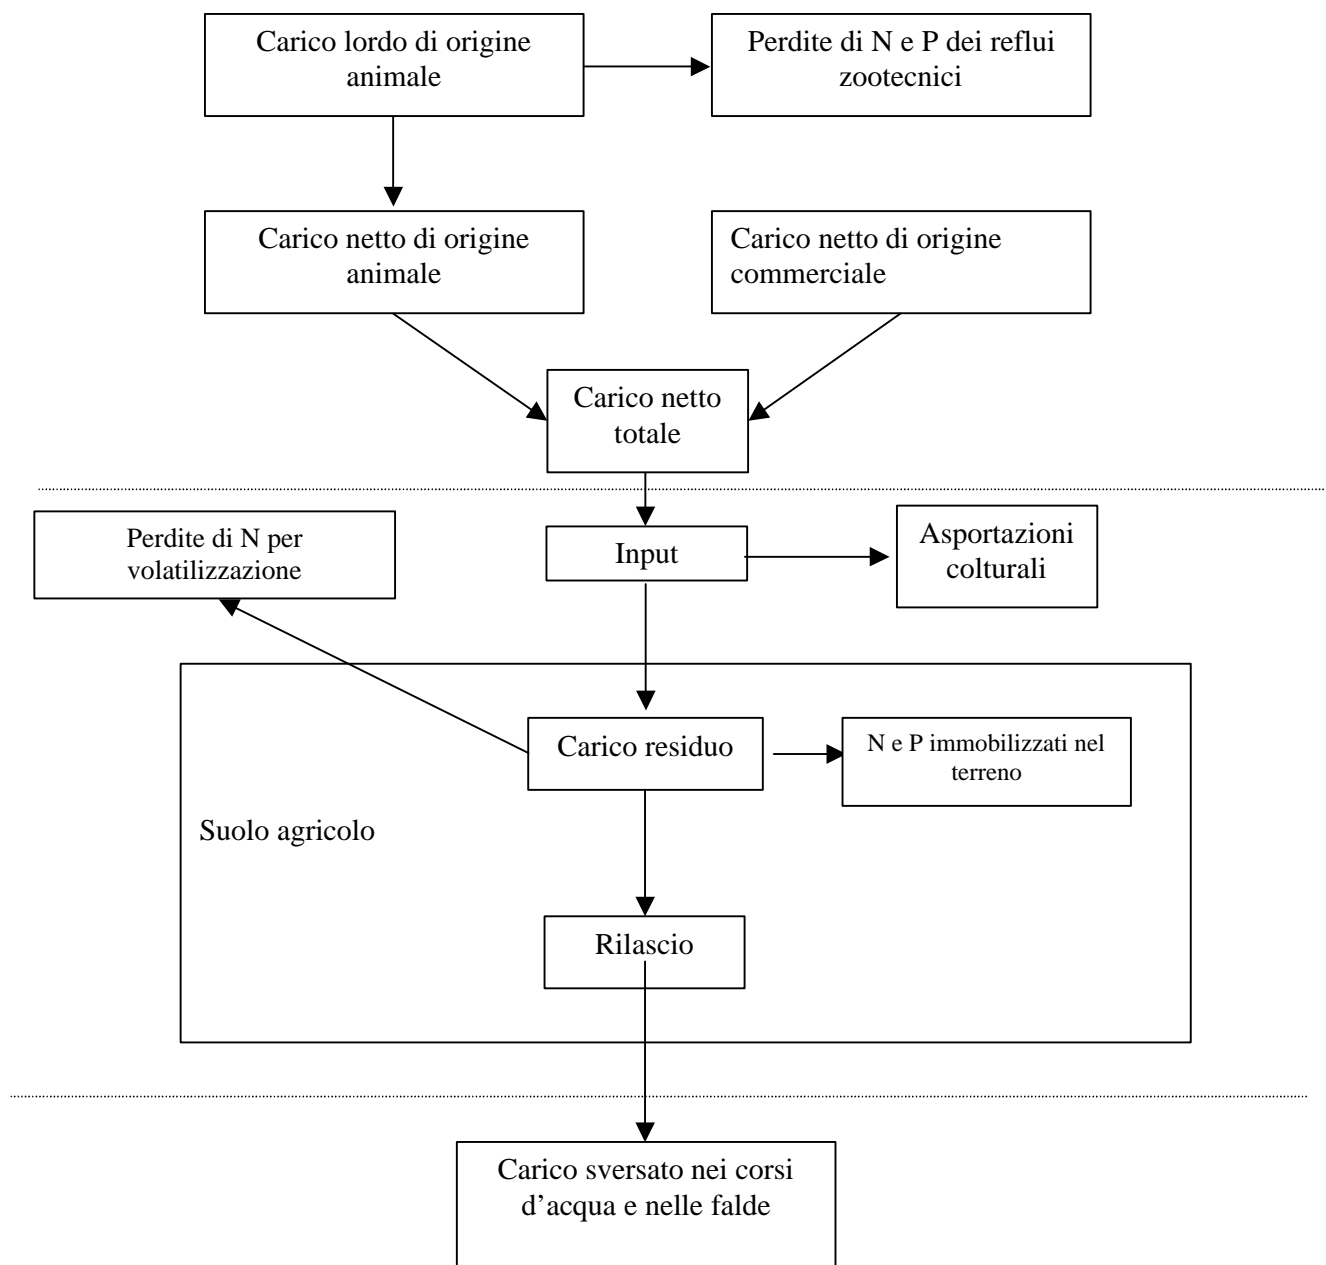 Carico lordo di origine
animale
Perdite di N e P dei reflui
zootecnici
Carico netto di origine
animale
Carico netto di origine
commerciale
Carico netto
totale
Perdite di N per
volatilizzazione
Input
Asportazioni
colturali
Carico residuo
N e P immobilizzati nel
terreno
Suolo agricolo
Rilascio
Carico sversato nei corsi
d’acqua e nelle falde